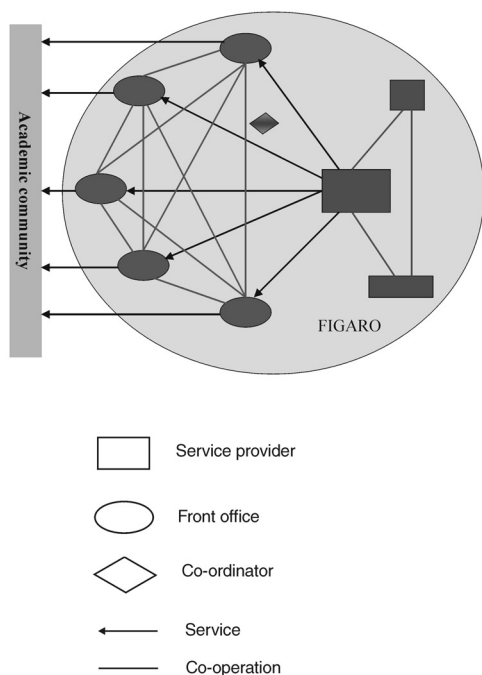 Academic community
FIGARO
Service provider
Front office
Co-ordinator
Service
Co-operation